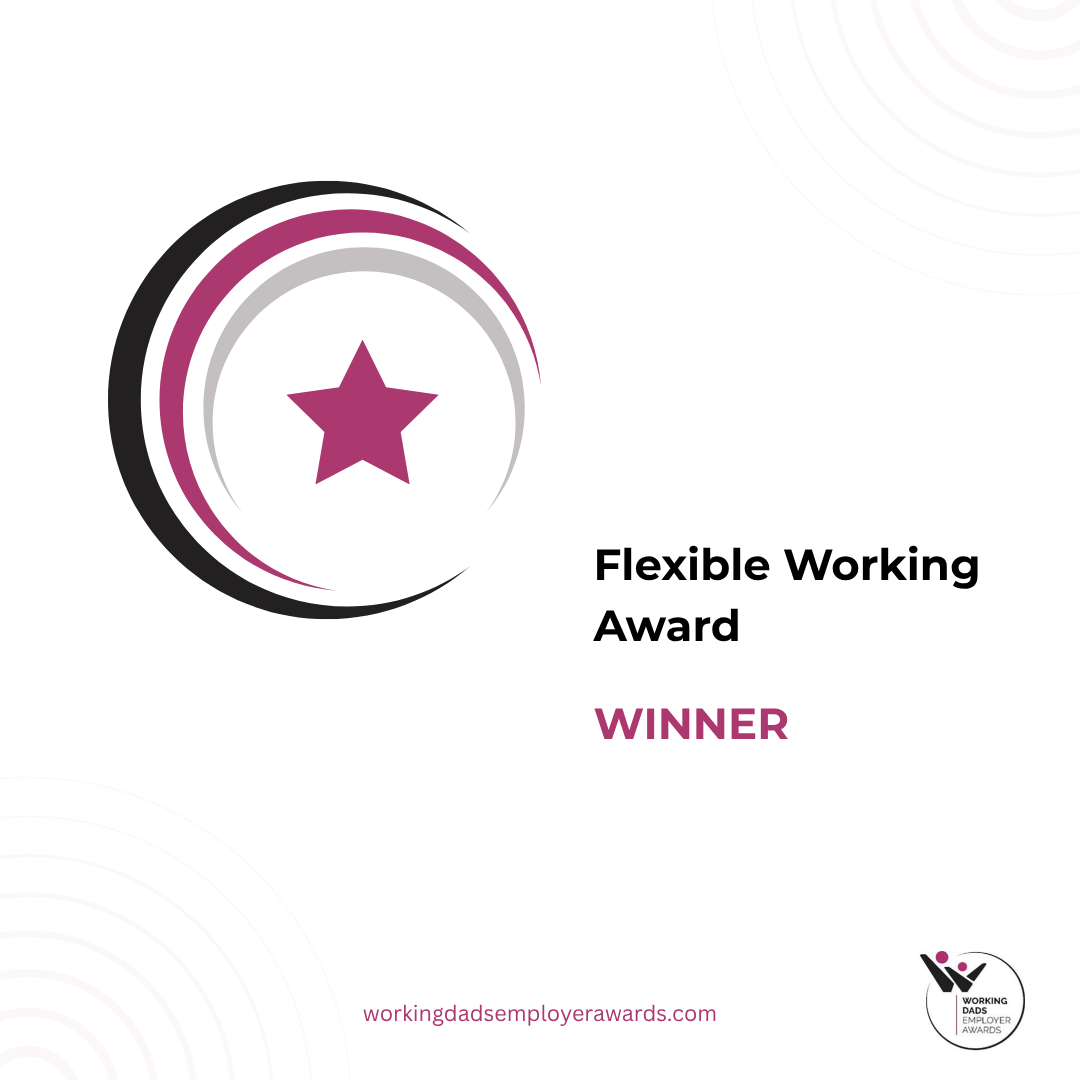 Flexible Working
Award
WINNER
workingdadsemployerawards.com
WORKING
DADS
EMPLOYER
AWARDS